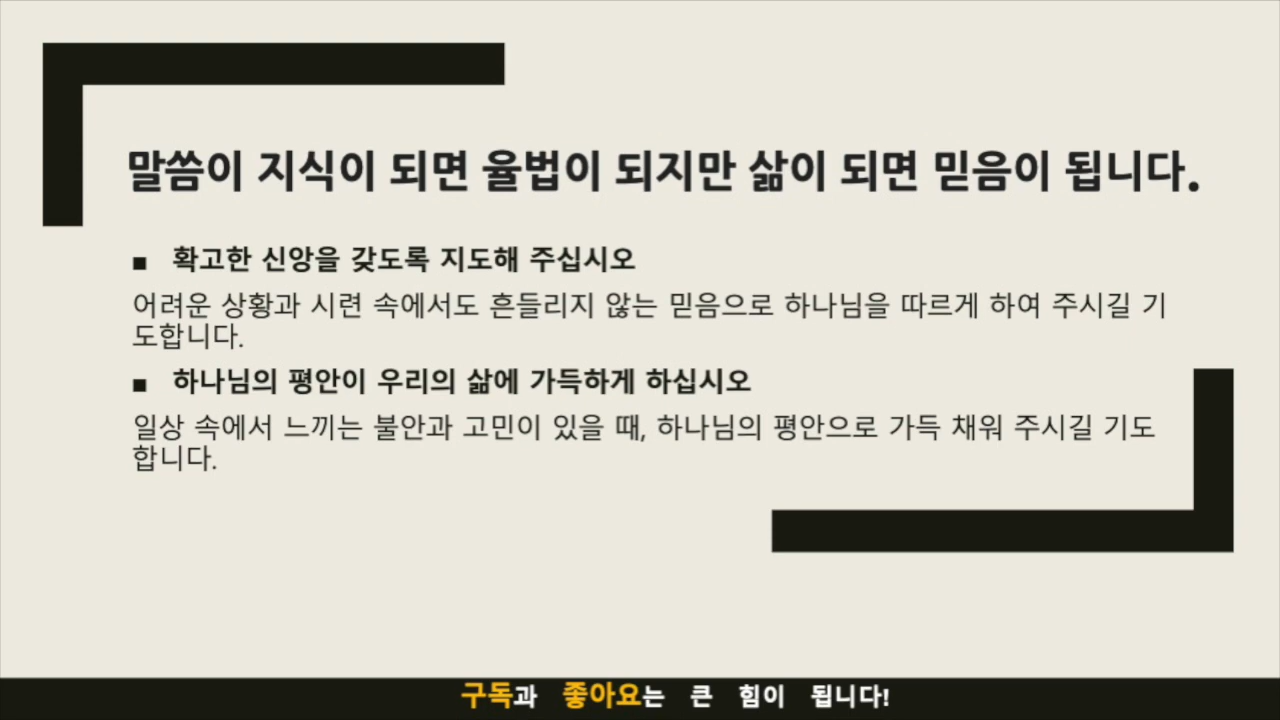 말씀이 지식이 되면 율법이 되지만 삶이 되면 믿음이 됩니다.
■ 확고한 신앙을 갖도록 지도해 주십시오
어려운 상황과 시련 속에서도 흔들리지 않는 믿음으로 하나님을 따르게 하여 주시길 기
도합니다.
■ 하나님의 평안이 우리의 삶에 가득하게 하십시오
일상 속에서 느끼는 불안과 고민이 있을 때, 하나님의 평안으로 가득 채워 주시길 기도
합니다.
구독과 좋아요는 큰 힘이 됩니다!